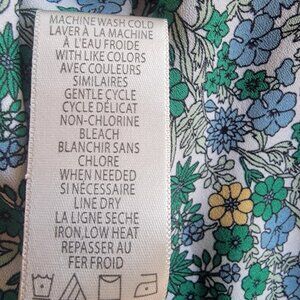 MACHINE WASH COLD
LAVER À LA MACHINE
À L'EAU FROIDE
WITH LIKE COLORS
AVEC COULEURS
SIMILAIRES
GENTLE CYCLE
CYCLE DÉLICAT
NON-CHLORINE
BLEACH
BLANCHIR SANS
CHLORE
WHEN NEEDED
SI NÉCESSAIRE
LINE DRY
LA LIGNE SECHE
IRON,LOW HEAT
REPASSER AU
FER FROID